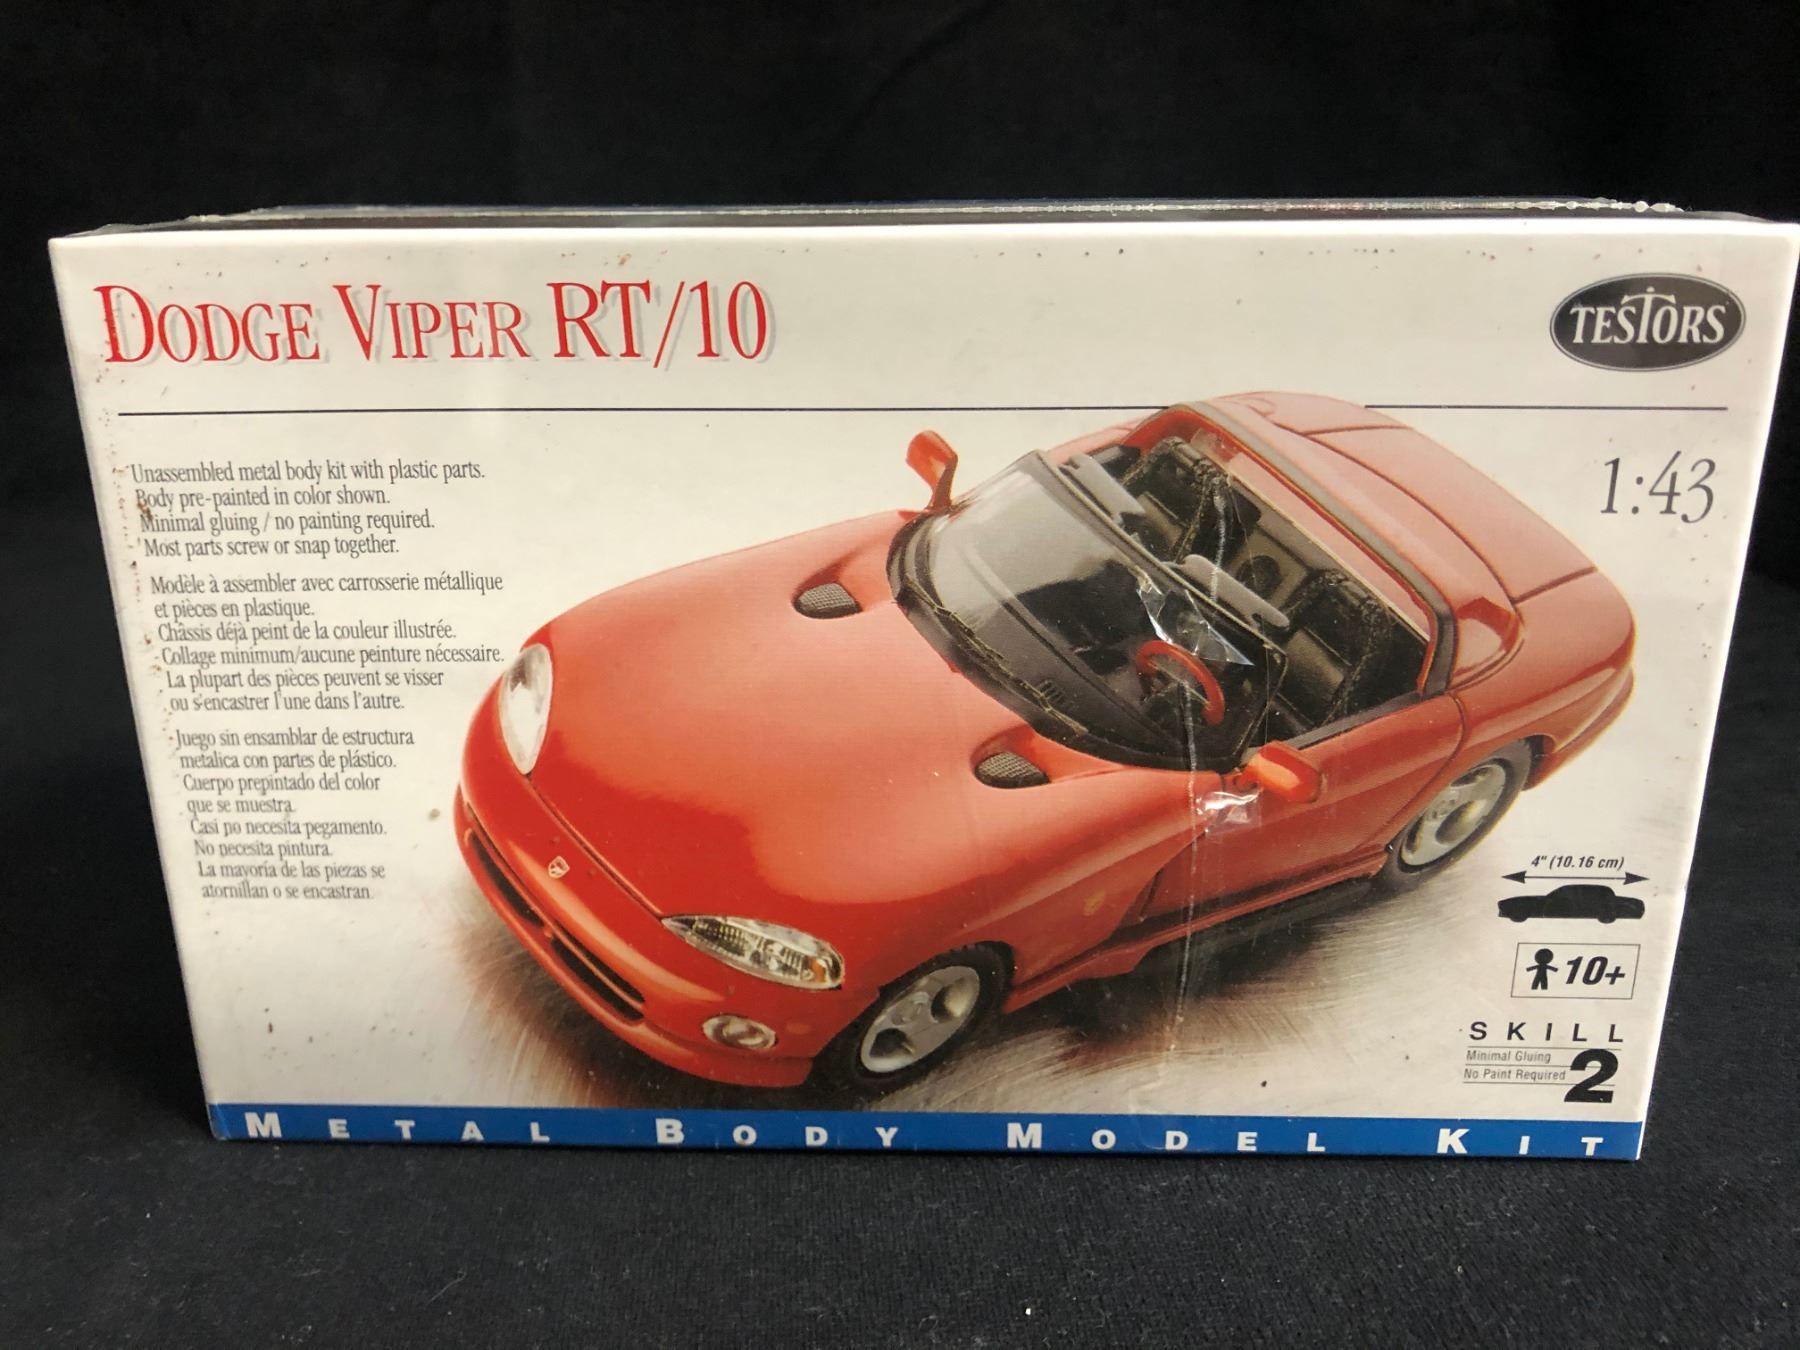 DODGE VIPER RT/10
TESTORS
1:43
Unassembled metal body kit with plastic parts.
Body pre-painted in color shown.
Minimal gluing / no painting required.
Most parts screw or snap together.
Modèle à assembler avec carrosserie métallique
et pièces en plastique.
Châssis déjà peint de la couleur illustrée.
Collage minimum/aucune peinture nécessaire.
La plupart des pièces peuvent se visser
ou s'encastrer l'une dans l'autre.
Juego sin ensamblar de estructura
metalica con partes de plástico.
Cuerpo prepintado del color
que se muestra.
Casi no necesita pegamento.
No necesita pintura.
La mayoría de las piezas se
atornillan o se encastran.
4" (10.16 cm)
10+
SKILL
Minimal Gluing
No Paint Required
2
METAL BODY MODEL KIT